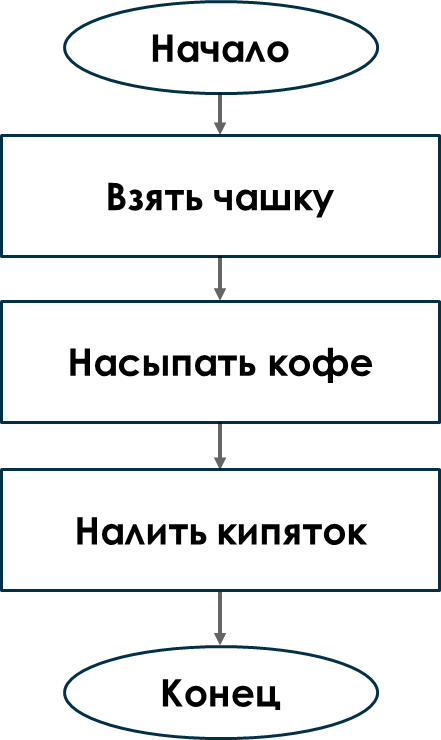 Начало
Взять чашку
Насыпать кофе
Налить кипяток
Конец